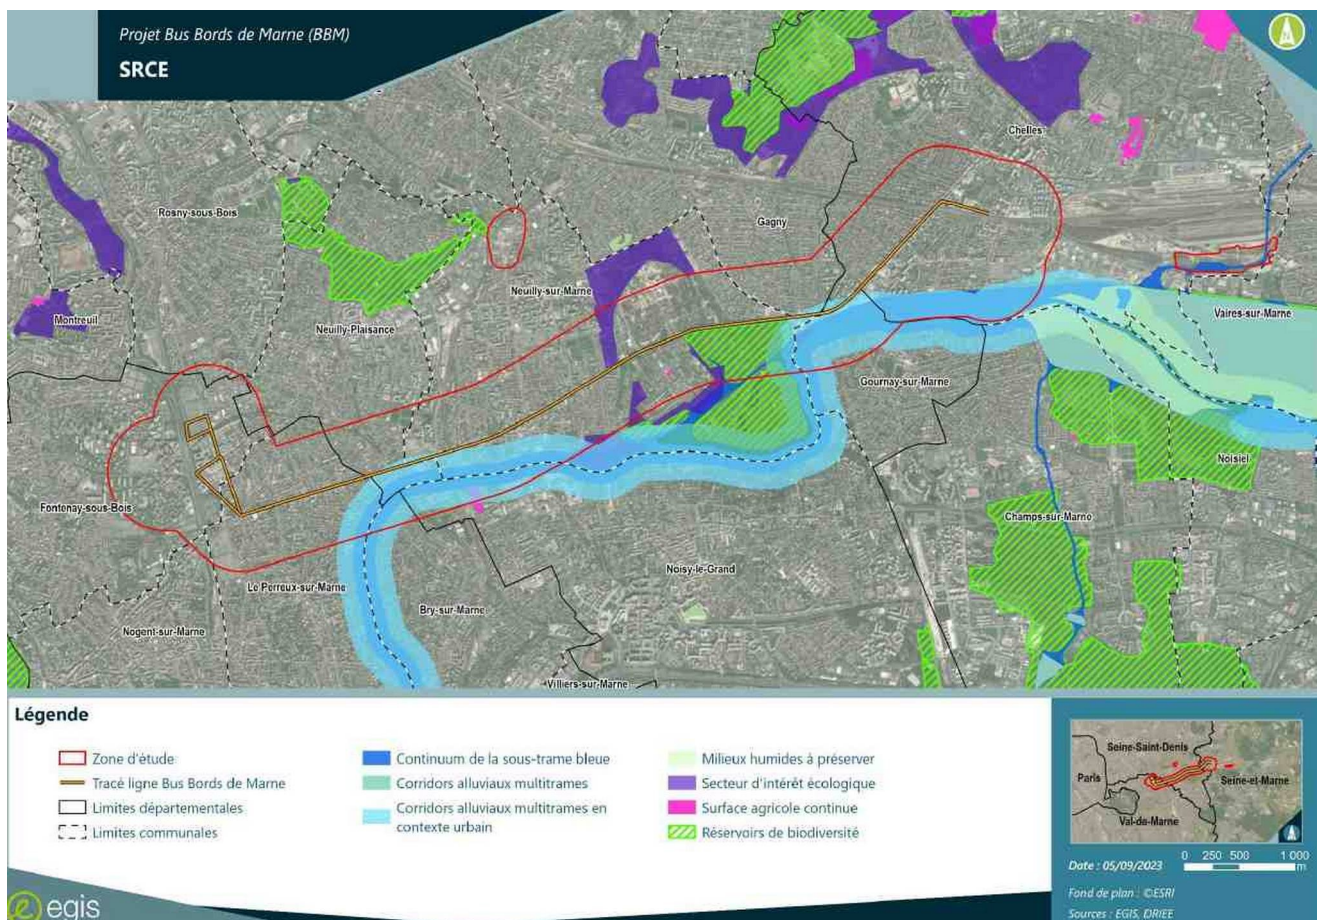 Projet Bus Bords de Marne (BBM)
SRCE
N
Chelles
Rosny-sous-Bois
Gagny
Neuilly-sur-Marne
Montreuil
Neuilly-Plaisance
Vaires-sur-Marne
Gournay-sur-Marne
Noisiel
Fontenay-sous-Bois
Champs-sur-Marne
Noisy-le-Grand
Le Perreux-sur-Marne
Bry-sur-Marne
Nogent-sur-Marne
Villiers-sur-Marne
Légende
Zone d'étude
Tracé ligne Bus Bords de Marne
Limites départementales
Limites communales
Continuum de la sous-trame bleue
Corridors alluviaux multitrames
Corridors alluviaux multitrames en
contexte urbain
Milieux humides à préserver
Secteur d'intérêt écologique
Surface agricole continue
Réservoirs de biodiversité
Seine-Saint-Denis
Paris
Seine-et-Marne
Val-de-Marne
Date : 05/09/2023
0 250 500 1 000
m
Fond de plan : ©ESRI
Sources : EGIS, DRIEE
egis